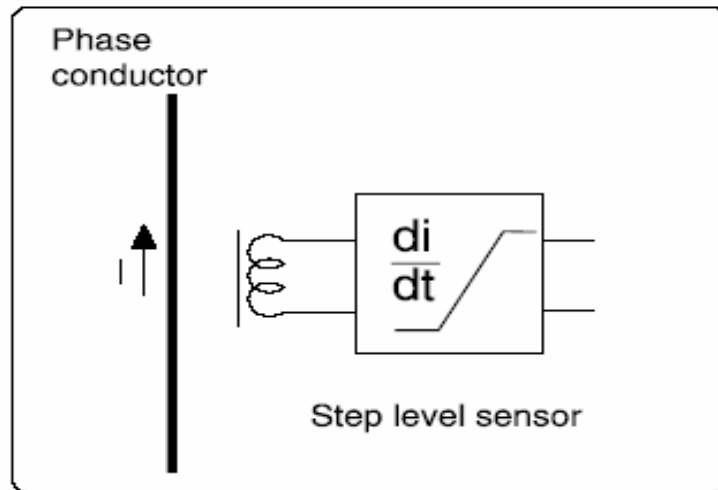 Phase
conductor
I
di
dt
Step level sensor